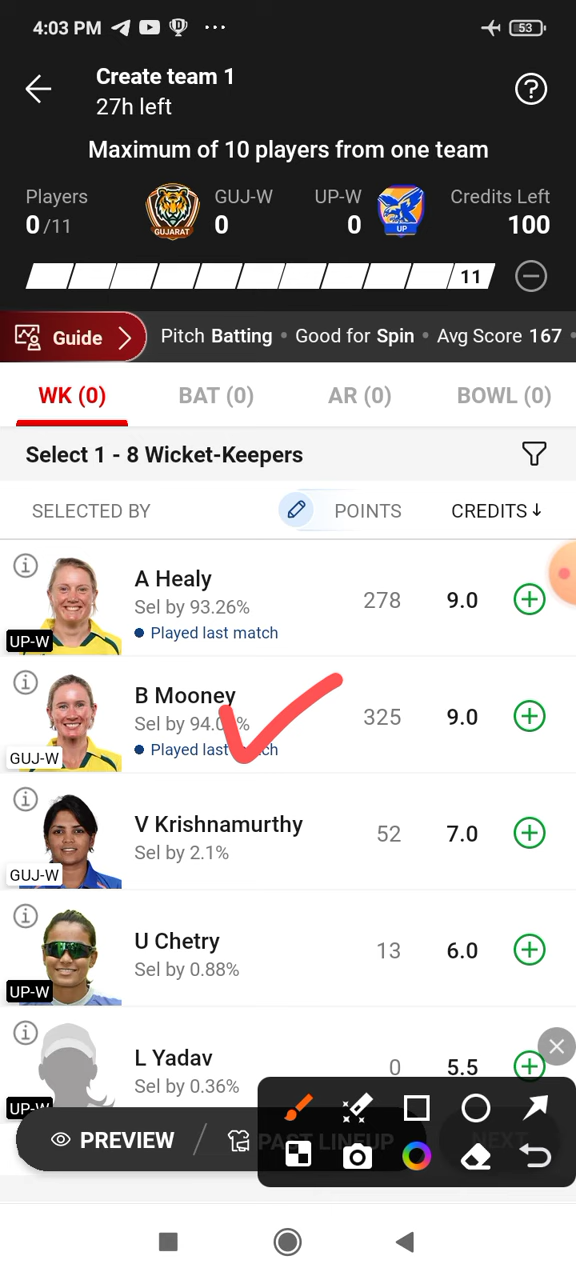 4:03 PM
53
Create team 1
27h left
Maximum of 10 players from one team
Players GUJ-W UP-W Credits Left
0/11 GUJARAT 0 0 UP 100
11
Guide Pitch Batting • Good for Spin • Avg Score 167 •
WK (0) BAT (0) AR (0) BOWL (0)
Select 1 - 8 Wicket-Keepers
SELECTED BY POINTS CREDITS↓
A Healy
Sel by 93.26% 278 9.0
Played last match
UP-W
B Mooney
Sel by 94.0 % 325 9.0
Played last
GUJ-W
V Krishnamurthy
Sel by 2.1% 52 7.0
GUJ-W
U Chetry
Sel by 0.88% 13 6.0
UP-W
L Yadav
Sel by 0.36% 0 5.5
UP-W
PREVIEW / PAST LINEUP NEXT